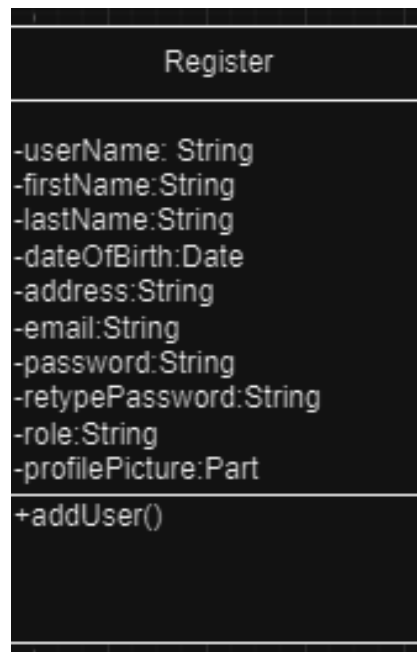 Register
-userName: String
-firstName:String
-lastName:String
-dateOfBirth:Date
-address:String
-email:String
-password:String
-retypePassword:String
-role:String
-profilePicture:Part
+addUser()